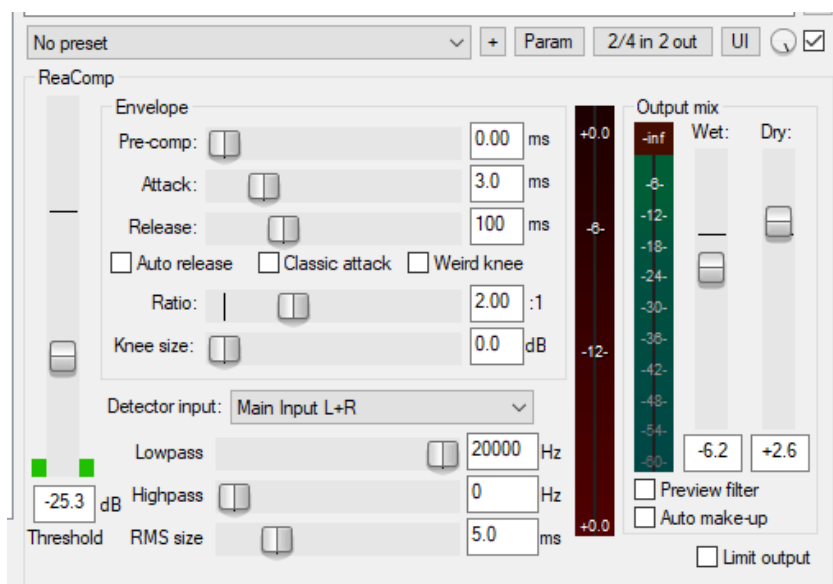 No preset + Param 2/4 in 2 out UI
ReaComp
Envelope
Pre-comp: 0.00 ms
Attack: 3.0 ms
Release: 100 ms
Auto release Classic attack Weird knee
Ratio: 2.00 :1
Knee size: 0.0 dB
Detector input: Main Input L+R
Lowpass 20000 Hz
Highpass 0 Hz
RMS size 5.0 ms
-25.3 dB
Threshold
+0.0
-6-
-12-
+0.0
Output mix
Wet: Dry:
-inf
-6-
-12-
-18-
-24-
-30-
-36-
-42-
-48-
-54-
-60-
-6.2 +2.6
Preview filter
Auto make-up
Limit output